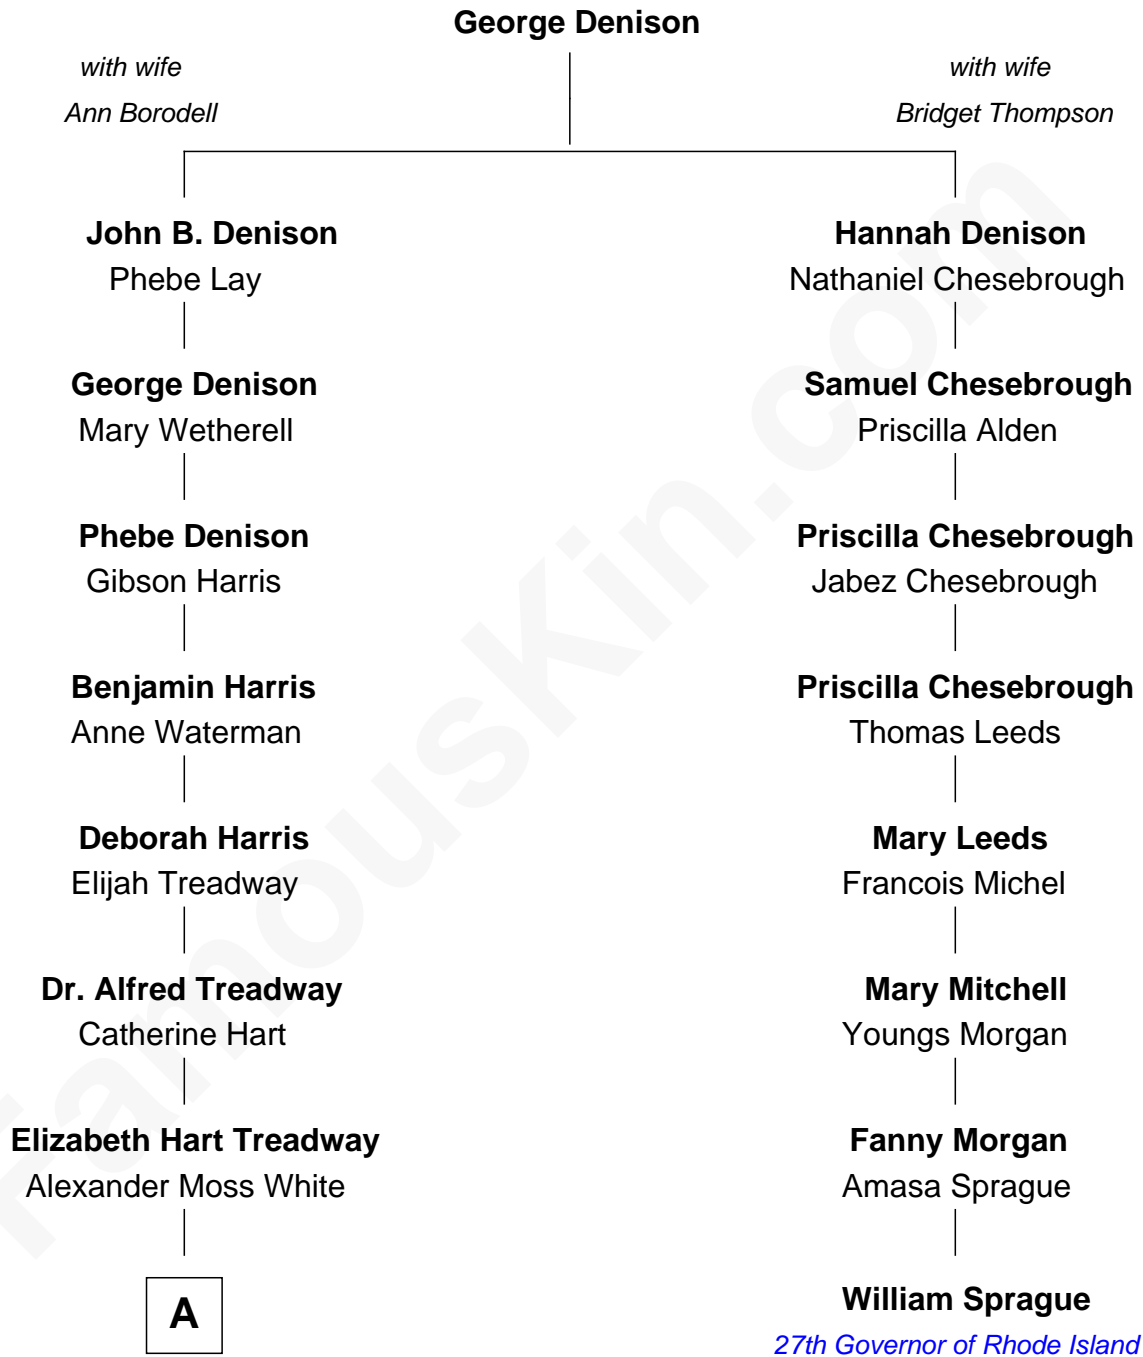 George Denison
with wife
Ann Borodell
with wife
Bridget Thompson
John B. Denison
Phebe Lay
Hannah Denison
Nathaniel Chesebrough
George Denison
Mary Wetherell
Samuel Chesebrough
Priscilla Alden
Phebe Denison
Gibson Harris
Priscilla Chesebrough
Jabez Chesebrough
Benjamin Harris
Anne Waterman
Priscilla Chesebrough
Thomas Leeds
Deborah Harris
Elijah Treadway
Mary Leeds
Francois Michel
Dr. Alfred Treadway
Catherine Hart
Mary Mitchell
Youngs Morgan
Elizabeth Hart Treadway
Alexander Moss White
Fanny Morgan
Amasa Sprague
A
William Sprague
27th Governor of Rhode Island
FamousKin.com